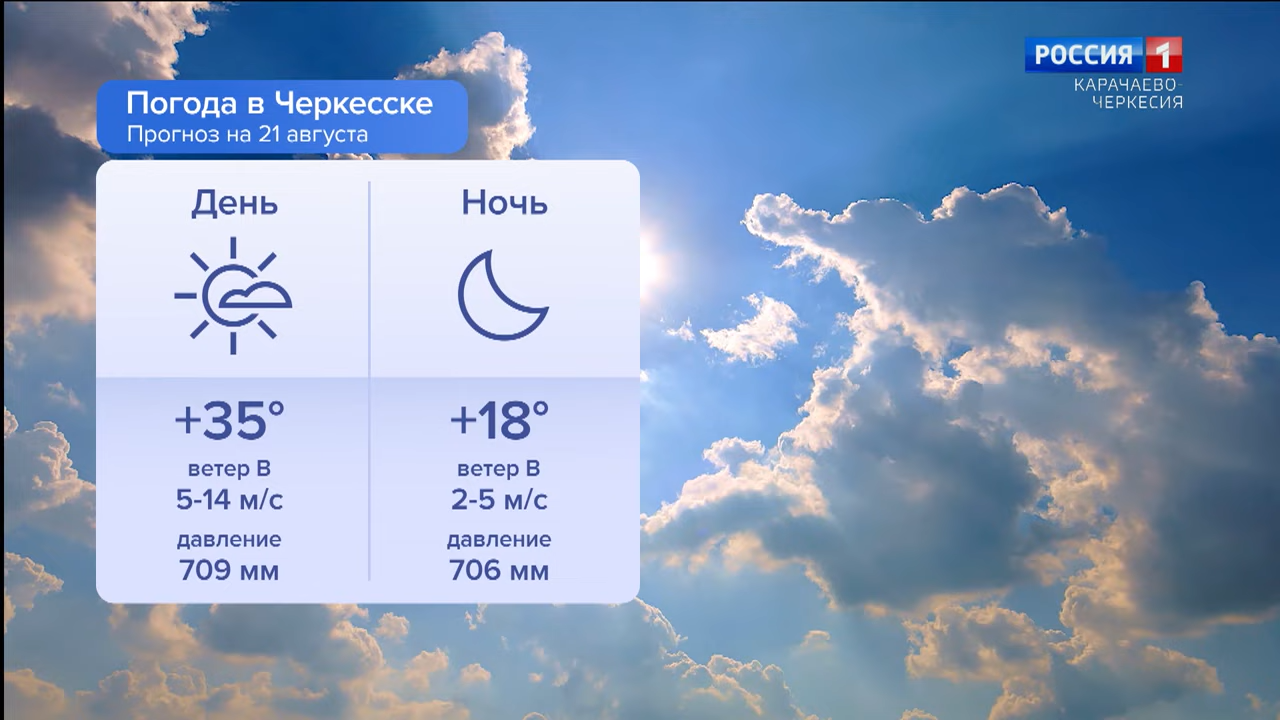 РОССИЯ 1
КАРАЧАЕВО-
ЧЕРКЕСИЯ
Погода в Черкесске
Прогноз на 21 августа
День
Ночь
+35°
ветер В
5-14 м/с
давление
709 мм
+18°
ветер В
2-5 м/с
давление
706 мм